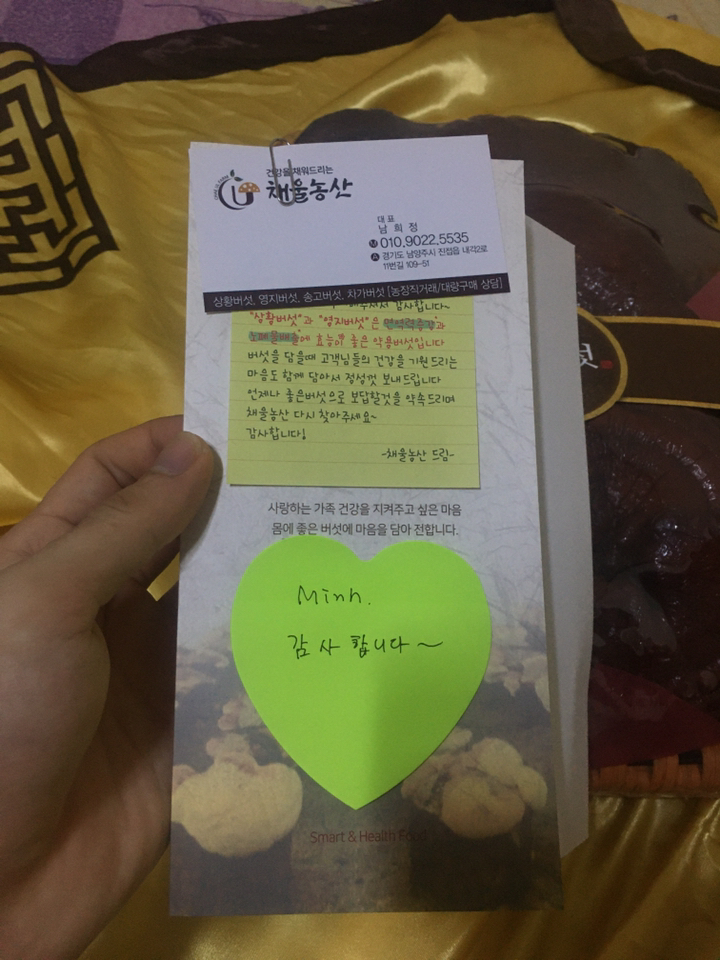 건강을 채워드리는
채울농산
대표
남 희 정
M 010.9022.5535
A 경기도 남양주시 진접읍 내각2로
11번길 109-51
상황버섯, 영지버섯, 송고버섯, 차가버섯 [농장직거래/대량구매 상담]
감사합니다~
"상황버섯"과 "영지버섯"은 면역력증강과
노폐물배출에 효능이 좋은 약용버섯입니다
버섯을 담을때 고객님들의 건강을 기원드리는
마음도 함께 담아서 정성껏 보내드립니다
언제나 좋은버섯으로 보답할것을 약속드리며
채울농산 다시 찾아주세요~
감사합니다!
-채울농산 드림-
사랑하는 가족 건강을 지켜주고 싶은 마음
몸에 좋은 버섯에 마음을 담아 전합니다.
Minh.
감사합니다~
Smart & Health Food